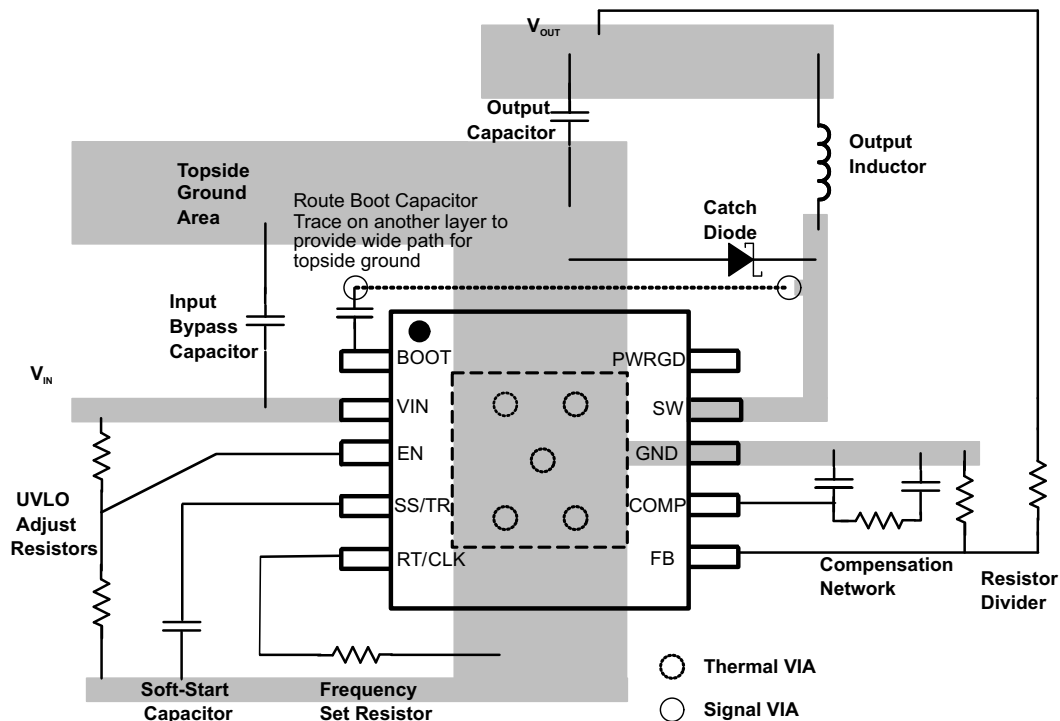 VOUT
Output
Capacitor
Output
Inductor
Topside
Ground
Area
Route Boot Capacitor
Trace on another layer to
provide wide path for
topside ground
Catch
Diode
Input
Bypass
Capacitor
VIN
BOOT
VIN
EN
SS/TR
RT/CLK
PWRGD
SW
GND
COMP
FB
UVLO
Adjust
Resistors
Compensation
Network
Resistor
Divider
Soft-Start
Capacitor
Frequency
Set Resistor
Thermal VIA
Signal VIA